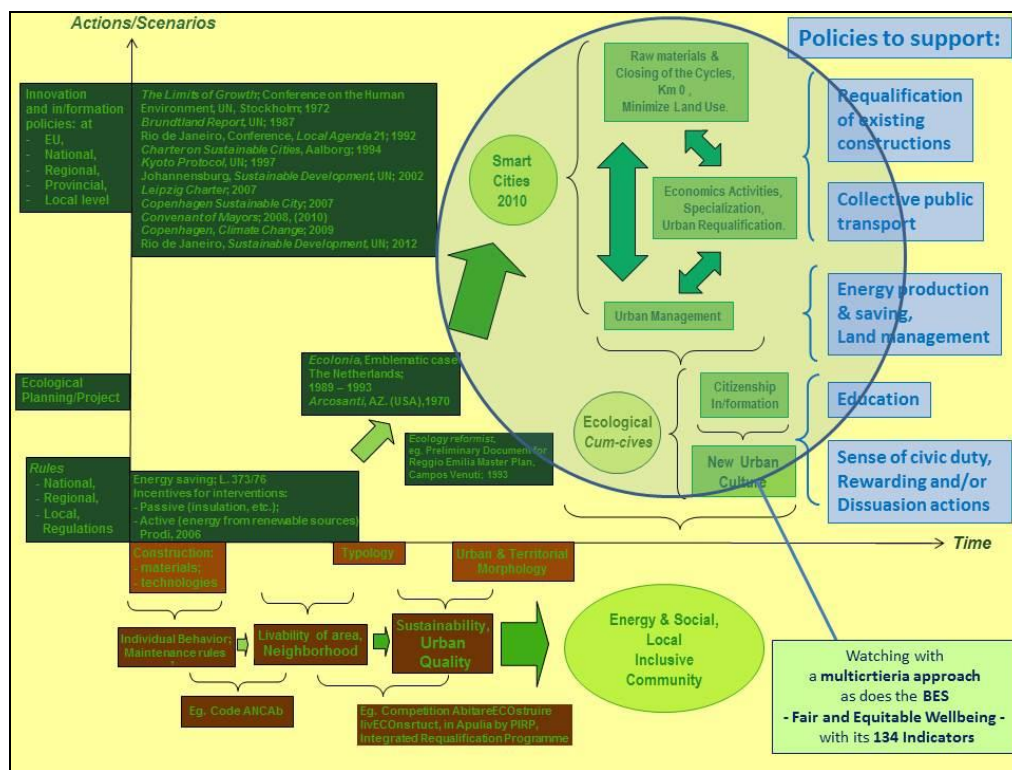 Actions/Scenarios
Innovation
and in/formation
policies: at
- EU,
- National,
- Regional,
- Provincial,
- Local level
The Limits of Growth; Conference on the Human
Environment, UN, Stockholm; 1972
Brundtland Report, UN; 1987
Rio de Janeiro, Conference, Local Agenda 21; 1992
Charter on Sustainable Cities, Aalborg; 1994
Kyoto Protocol, UN; 1997
Johannensburg, Sustainable Development, UN; 2002
Leipzig Charter; 2007
Copenhagen Sustainable City; 2007
Convenant of Mayors; 2008, (2010)
Copenhagen, Climate Change; 2009
Rio de Janeiro, Sustainable Development, UN; 2012
Smart
Cities
2010
Raw materials &
Closing of the Cycles,
Km 0 ,
Minimize Land Use.
Economics Activities,
Specialization,
Urban Requalification.
Urban Management
Policies to support:
Requalification
of existing
constructions
Collective public
transport
Energy production
& saving,
Land management
Education
Sense of civic duty,
Rewarding and/or
Dissuasion actions
Ecological
Planning/Project
Ecolonia, Emblematic case
The Netherlands;
1989 – 1993
Arcosanti, AZ. (USA),1970
Ecology reformist,
eg. Preliminary Document for
Reggio Emilia Master Plan,
Campos Venuti; 1993
Ecological
Cum-cives
Citizenship
In/formation
New Urban
Culture
Rules
- National,
- Regional,
- Local,
Regulations
Energy saving; L. 373/76
Incentives for interventions:
- Passive (insulation, etc.);
- Active (energy from renewable sources)
Prodi, 2006
Time
Construction:
- materials;
- technologies
Typology
Urban & Territorial
Morphology
Individual Behavior;
Maintenance rules
Livability of area,
Neighborhood
Sustainability,
Urban
Quality
Energy & Social,
Local
Inclusive
Community
Eg. Code ANCAb
Eg. Competition AbitareECOstruire
livECOnsrtuct, in Apulia by PIRP,
Integrated Requalification Programme
Watching with
a multicrtieria approach
as does the BES
- Fair and Equitable Wellbeing -
with its 134 Indicators